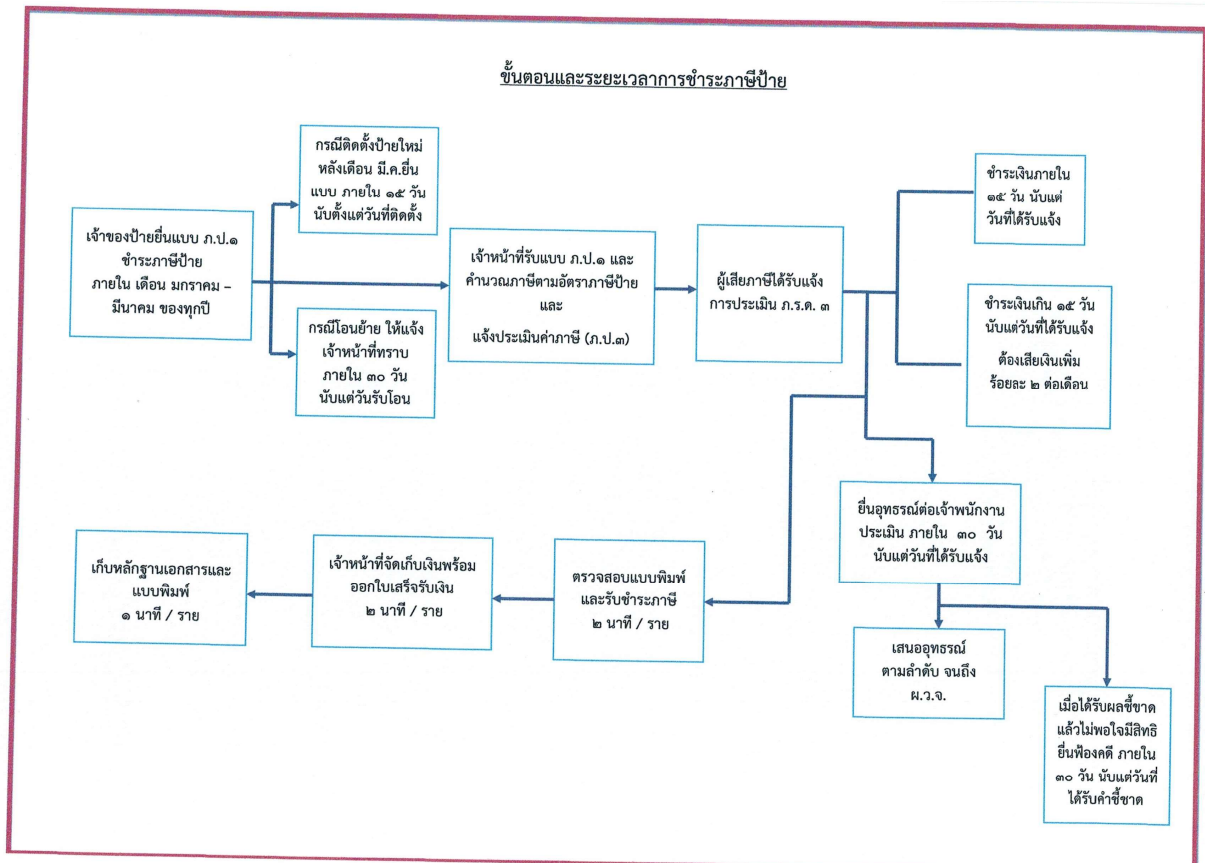 ขั้นตอนและระยะเวลาการชำระภาษีป้าย
เจ้าของป้ายยื่นแบบ ภ.ป.๑
ชำระภาษีป้าย
ภายใน เดือน มกราคม –
มีนาคม ของทุกปี
กรณีติดตั้งป้ายใหม่
หลังเดือน มี.ค.ยื่น
แบบ ภายใน ๑๕ วัน
นับตั้งแต่วันที่ติดตั้ง
กรณีโอนย้าย ให้แจ้ง
เจ้าหน้าที่ทราบ
ภายใน ๓๐ วัน
นับแต่วันรับโอน
เจ้าหน้าที่รับแบบ ภ.ป.๑ และ
คำนวณภาษีตามอัตราภาษีป้าย
และ
แจ้งประเมินค่าภาษี (ภ.ป.๓)
ผู้เสียภาษีได้รับแจ้ง
การประเมิน ภ.ร.ด. ๓
ชำระเงินภายใน
๑๕ วัน นับแต่
วันที่ได้รับแจ้ง
ชำระเงินเกิน ๑๕ วัน
นับแต่วันที่ได้รับแจ้ง
ต้องเสียเงินเพิ่ม
ร้อยละ ๒ ต่อเดือน
ยื่นอุทธรณ์ต่อเจ้าพนักงาน
ประเมิน ภายใน ๓๐ วัน
นับแต่วันที่ได้รับแจ้ง
เสนออุทธรณ์
ตามลำดับ จนถึง
ผ.ว.จ.
เมื่อได้รับผลชี้ขาด
แล้วไม่พอใจมีสิทธิ
ยื่นฟ้องคดี ภายใน
๓๐ วัน นับแต่วันที่
ได้รับคำชี้ขาด
ตรวจสอบแบบพิมพ์
และรับชำระภาษี
๒ นาที / ราย
เจ้าหน้าที่จัดเก็บเงินพร้อม
ออกใบเสร็จรับเงิน
๒ นาที / ราย
เก็บหลักฐานเอกสารและ
แบบพิมพ์
๑ นาที / ราย